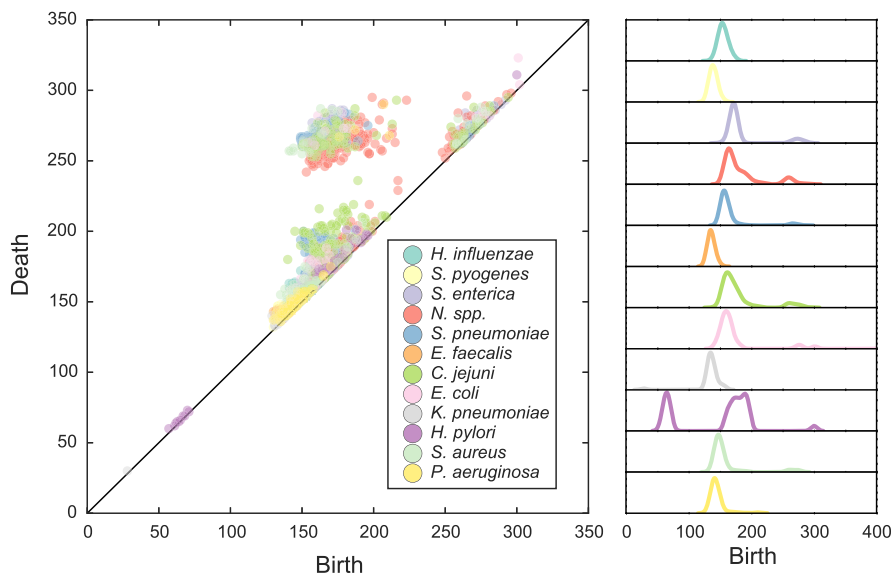 350
300
250
200
150
100
50
0
Death
0 50 100 150 200 250 300 350
Birth
H. influenzae
S. pyogenes
S. enterica
N. spp.
S. pneumoniae
E. faecalis
C. jejuni
E. coli
K. pneumoniae
H. pylori
S. aureus
P. aeruginosa
0 100 200 300 400
Birth